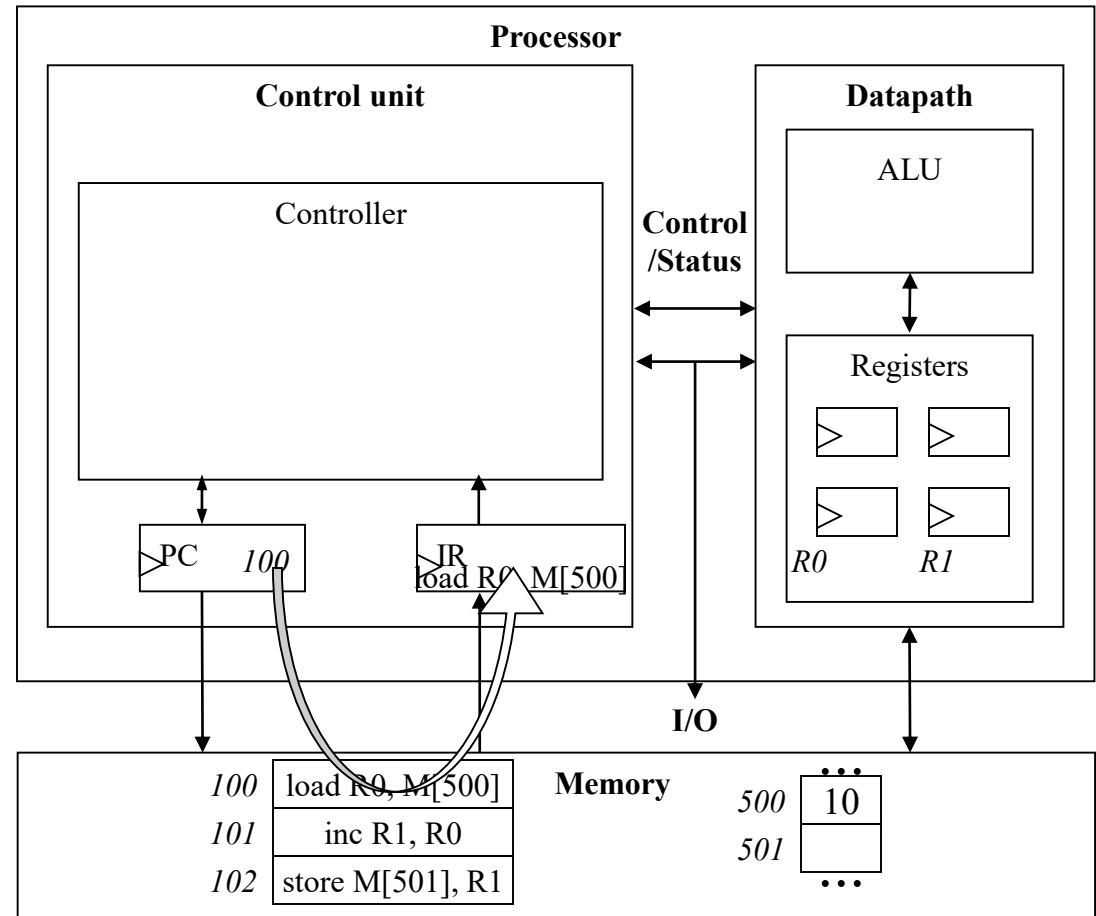 Processor
Control unit
Datapath
Controller
ALU
Control
/Status
Registers
PC 100
IR
load R0, M[500]
R0 R1
I/O
Memory
100 load R0, M[500]
101 inc R1, R0
102 store M[501], R1
...
500 10
501
...